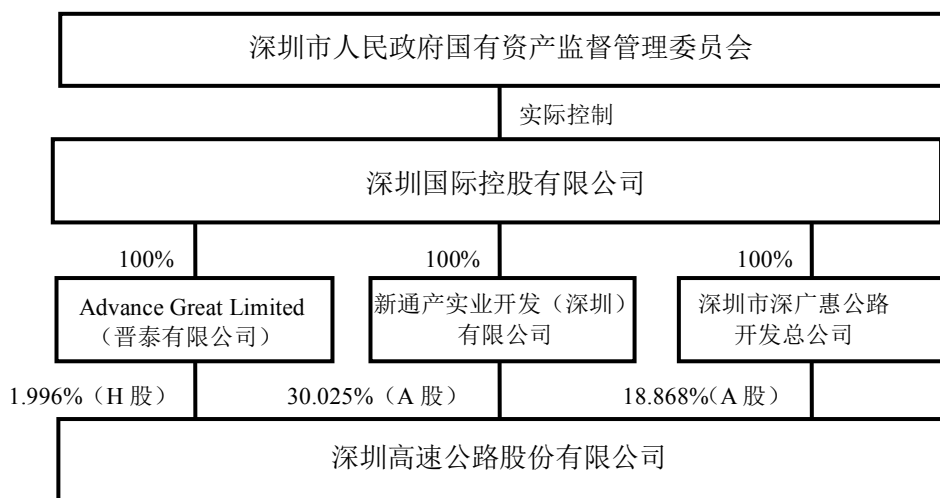 深圳市人民政府国有资产监督管理委员会
实际控制
深圳国际控股有限公司
100%
100%
100%
Advance Great Limited
（晋泰有限公司）
新通产实业开发（深圳）
有限公司
深圳市深广惠公路
开发总公司
1.996%（H 股）
30.025%（A 股）
18.868%(A 股）
深圳高速公路股份有限公司